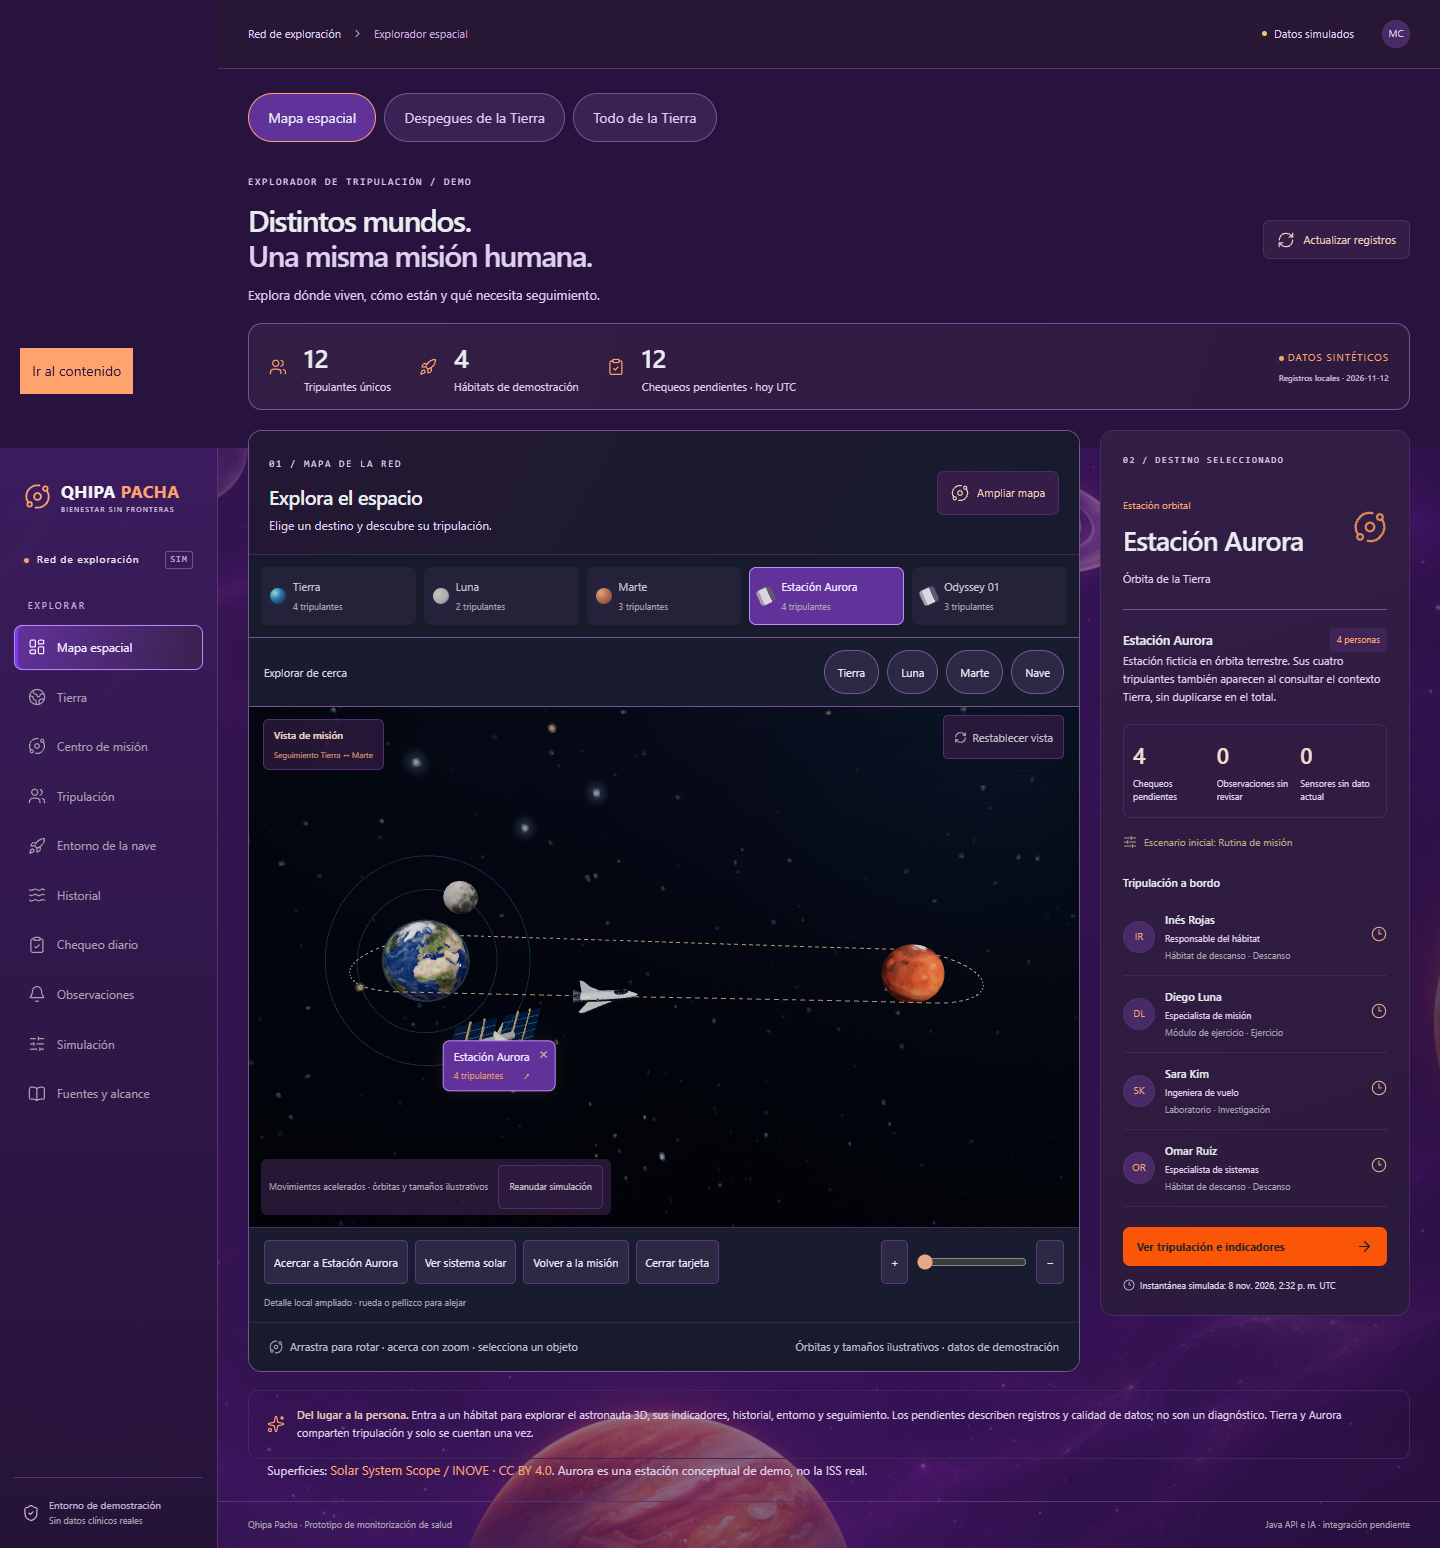 Red de exploración
Explorador espacial
Datos simulados
MC
Mapa espacial
Despegues de la Tierra
Todo de la Tierra
EXPLORADOR DE TRIPULACIÓN / DEMO
Distintos mundos.
Una misma misión humana.
Explora dónde viven, cómo están y qué necesita seguimiento.
Actualizar registros
Ir al contenido
12
Tripulantes únicos
4
Hábitats de demostración
12
Chequeos pendientes · hoy UTC
DATOS SINTÉTICOS
Registros locales · 2026-11-12
QHIPA PACHA
BIENESTAR SIN FRONTERAS
Red de exploración
SIM
EXPLORAR
Mapa espacial
Tierra
Centro de misión
Tripulación
Entorno de la nave
Historial
Chequeo diario
Observaciones
Simulación
Fuentes y alcance
Entorno de demostración
Sin datos clínicos reales
01 / MAPA DE LA RED
Explora el espacio
Elige un destino y descubre su tripulación.
Ampliar mapa
Tierra
4 tripulantes
Luna
2 tripulantes
Marte
3 tripulantes
Estación Aurora
4 tripulantes
Odyssey 01
3 tripulantes
Explorar de cerca
Tierra
Luna
Marte
Nave
Vista de misión
Seguimiento Tierra ↔ Marte
Restablecer vista
Estación Aurora ×
4 tripulantes ↗
Movimientos acelerados · órbitas y tamaños ilustrativos
Reanudar simulación
Acercar a Estación Aurora
Ver sistema solar
Volver a la misión
Cerrar tarjeta
+
−
Detalle local ampliado · rueda o pellizco para alejar
Arrastra para rotar · acerca con zoom · selecciona un objeto
Órbitas y tamaños ilustrativos · datos de demostración
02 / DESTINO SELECCIONADO
Estación orbital
Estación Aurora
Órbita de la Tierra
Estación Aurora
4 personas
Estación ficticia en órbita terrestre. Sus cuatro
tripulantes también aparecen al consultar el contexto
Tierra, sin duplicarse en el total.
4
Chequeos
pendientes
0
Observaciones sin
revisar
0
Sensores sin dato
actual
Escenario inicial: Rutina de misión
Tripulación a bordo
IR
Inés Rojas
Responsable del hábitat
Hábitat de descanso · Descanso
DL
Diego Luna
Especialista de misión
Módulo de ejercicio · Ejercicio
SK
Sara Kim
Ingeniera de vuelo
Laboratorio · Investigación
OR
Omar Ruiz
Especialista de sistemas
Hábitat de descanso · Descanso
Ver tripulación e indicadores
Instantánea simulada: 8 nov. 2026, 2:32 p. m. UTC
Del lugar a la persona. Entra a un hábitat para explorar el astronauta 3D, sus indicadores, historial, entorno y seguimiento. Los pendientes describen registros y calidad de datos; no son un diagnóstico. Tierra y Aurora
comparten tripulación y solo se cuentan una vez.
Superficies: Solar System Scope / INOVE · CC BY 4.0. Aurora es una estación conceptual de demo, no la ISS real.
Qhipa Pacha · Prototipo de monitorización de salud
Java API e IA · integración pendiente